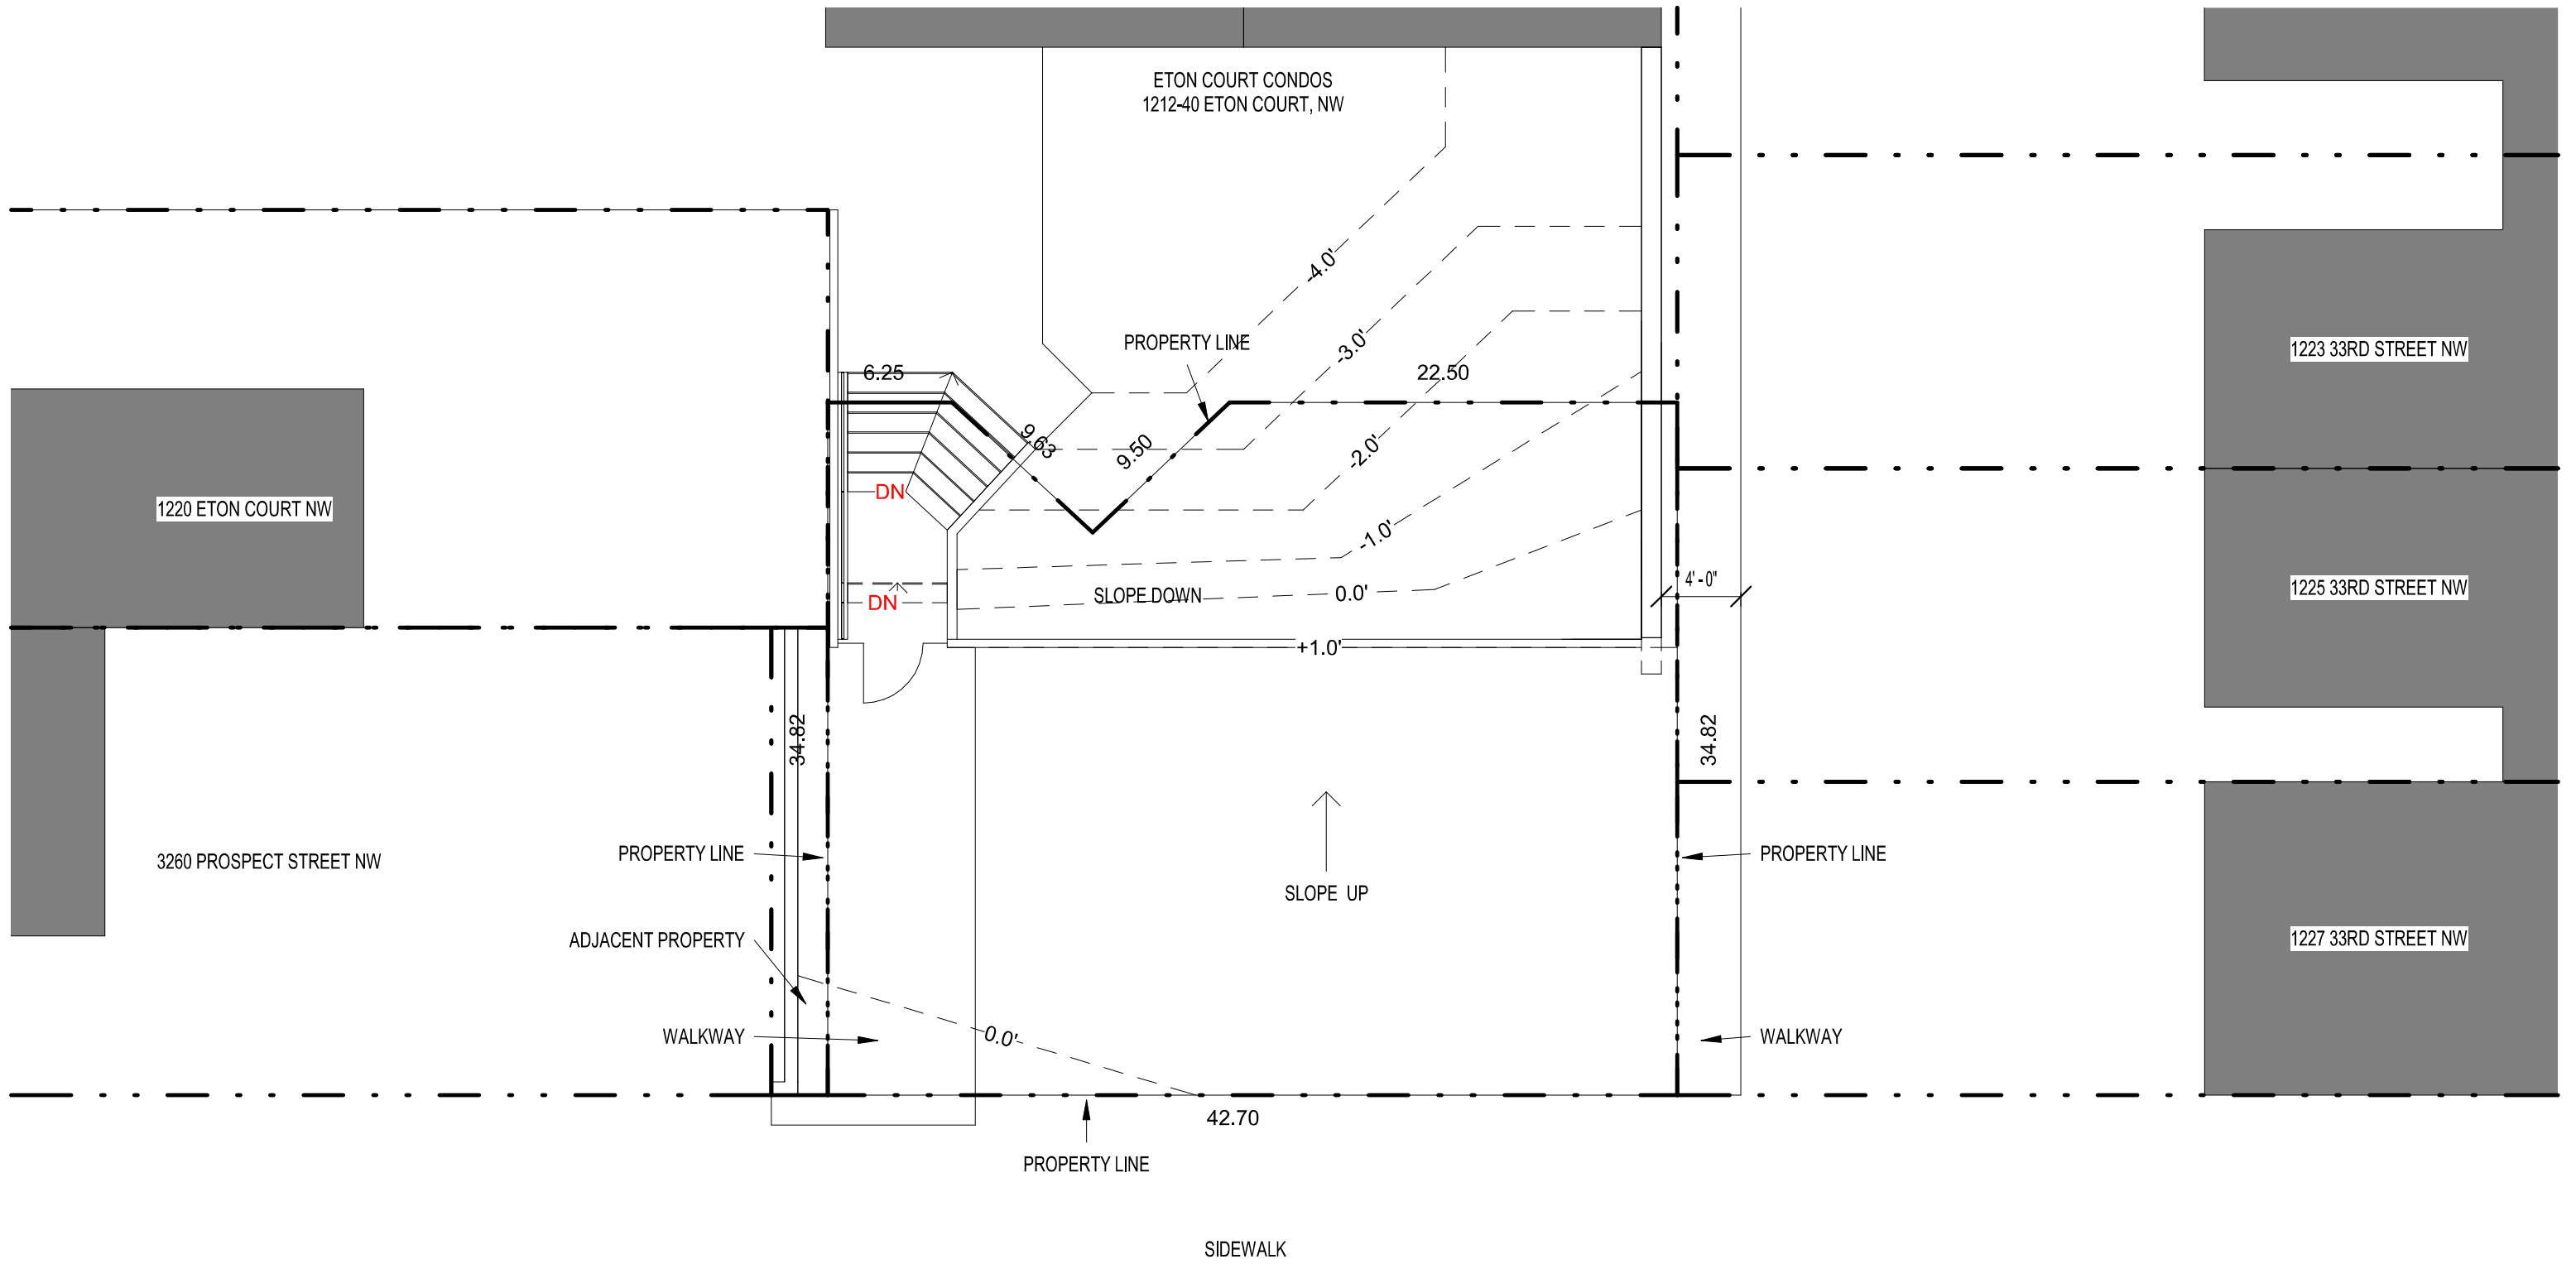 ETON COURT CONDOS
1212-40 ETON COURT, NW
-4.0'
PROPERTY LINE
-3.0'
1223 33RD STREET NW
6.25
22.50
9.63
9.50
-2.0'
DN
1220 ETON COURT NW
-1.0'
4' - 0"
1225 33RD STREET NW
DN
SLOPE DOWN
0.0'
+1.0'
34.82
34.82
PROPERTY LINE
PROPERTY LINE
3260 PROSPECT STREET NW
SLOPE UP
ADJACENT PROPERTY
1227 33RD STREET NW
WALKWAY
0.0'
WALKWAY
42.70
PROPERTY LINE
SIDEWALK